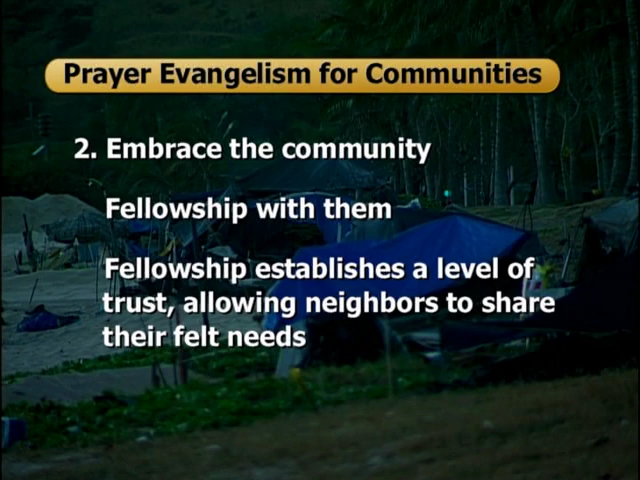 Prayer Evangelism for Communities
2. Embrace the community
Fellowship with them
Fellowship establishes a level of
trust, allowing neighbors to share
their felt needs